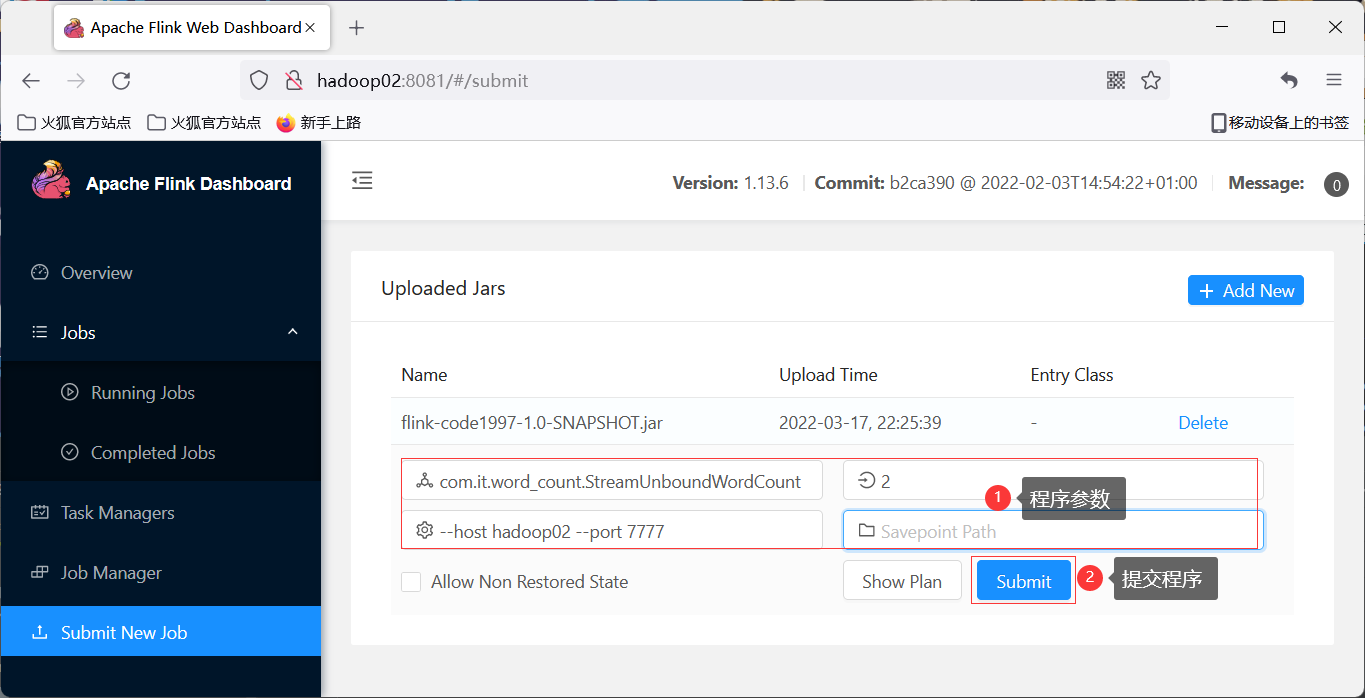 Apache Flink Web Dashboard
hadoop02:8081/#/submit
火狐官方站点 火狐官方站点 新手上路 移动设备上的书签
Apache Flink Dashboard
Version: 1.13.6 Commit: b2ca390 @ 2022-02-03T14:54:22+01:00 Message: 0
Overview
Jobs
Running Jobs
Completed Jobs
Task Managers
Job Manager
Submit New Job
Uploaded Jars
+ Add New
Name Upload Time Entry Class
flink-code1997-1.0-SNAPSHOT.jar 2022-03-17, 22:25:39 - Delete
com.it.word_count.StreamUnboundWordCount 2
1 程序参数
--host hadoop02 --port 7777 Savepoint Path
Allow Non Restored State Show Plan Submit 2 提交程序